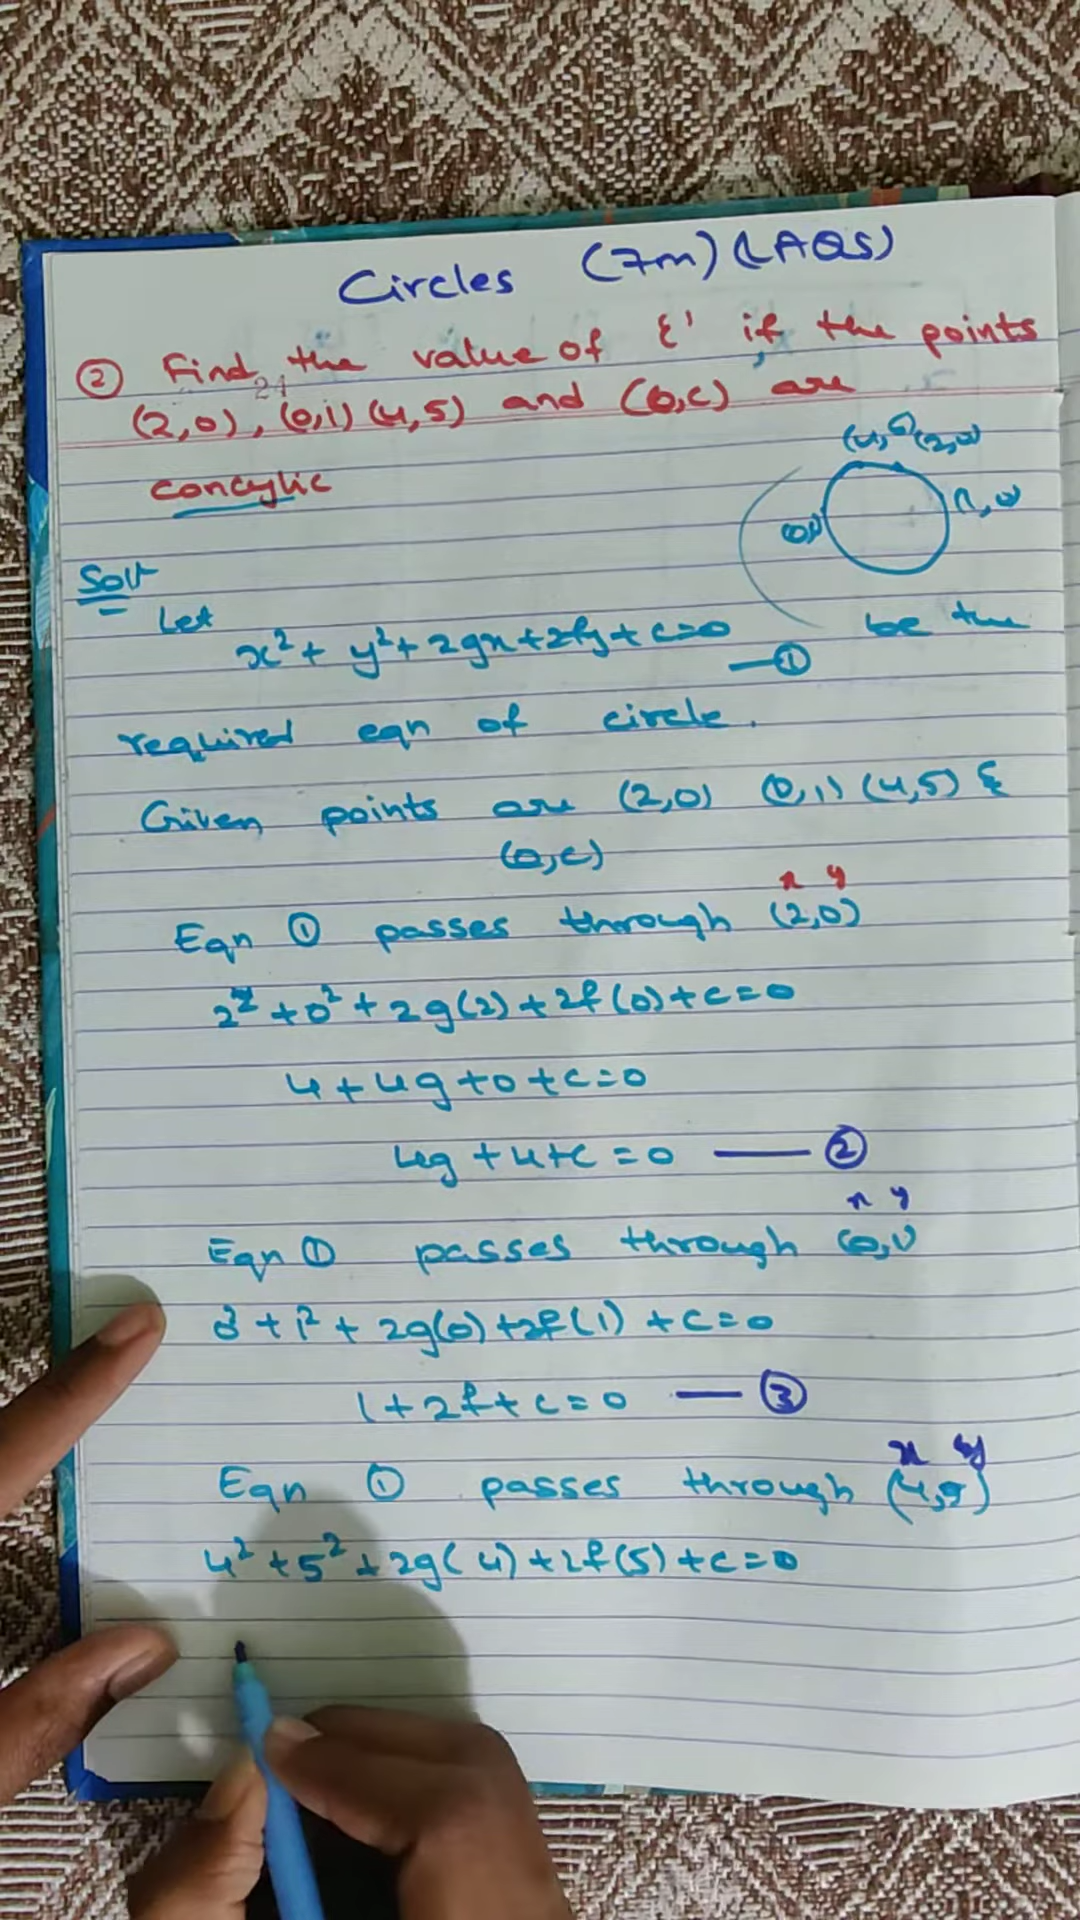 Circles (7m) (LAQS)
② Find the value of 'c' if the points
21
(2,0), (0,1) (4,5) and (0,c) are
concylic
(2,0)
Sol
Let
x²+ y²+ 2gx+2fy+c=0 be the
—①
required eqn of circle.
Given points are (2,0) (0,1) (4,5) &
(0,c)
x y
Eqn ① passes through (2,0)
2²+0²+2g(2)+2f(0)+c=0
4+4g+0+c=0
4g+4+c=0 —— ②
x y
Eqn ① passes through (0,1)
0²+1²+2g(0)+2f(1)+c=0
1+2f+c=0 — ③
x y
Eqn ① passes through (4,5)
4²+5²+2g(4)+2f(5)+c=0